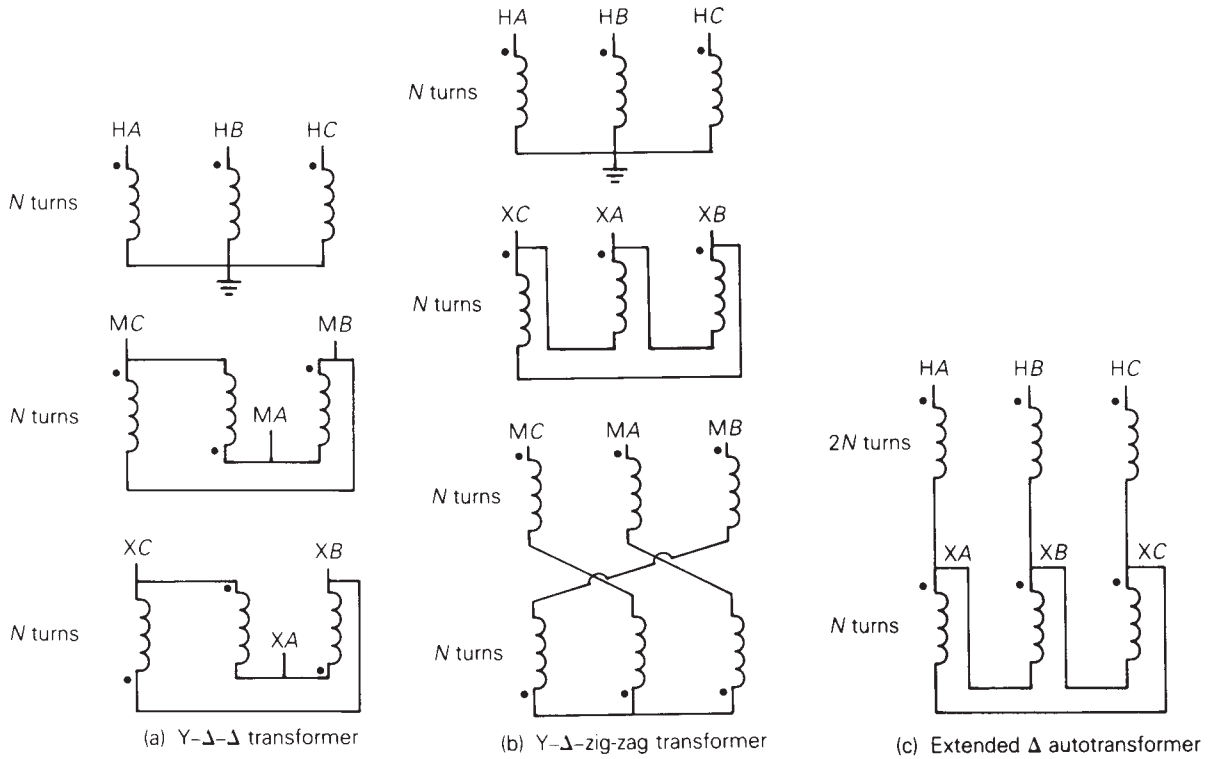 HA HB HC
N turns
MC MB
MA
N turns
XC XB
XA
N turns
(a) Y–Δ–Δ transformer
HA HB HC
N turns
XC XA XB
N turns
MC MA MB
N turns
N turns
(b) Y–Δ–zig-zag transformer
HA HB HC
2N turns
XA XB XC
N turns
(c) Extended Δ autotransformer